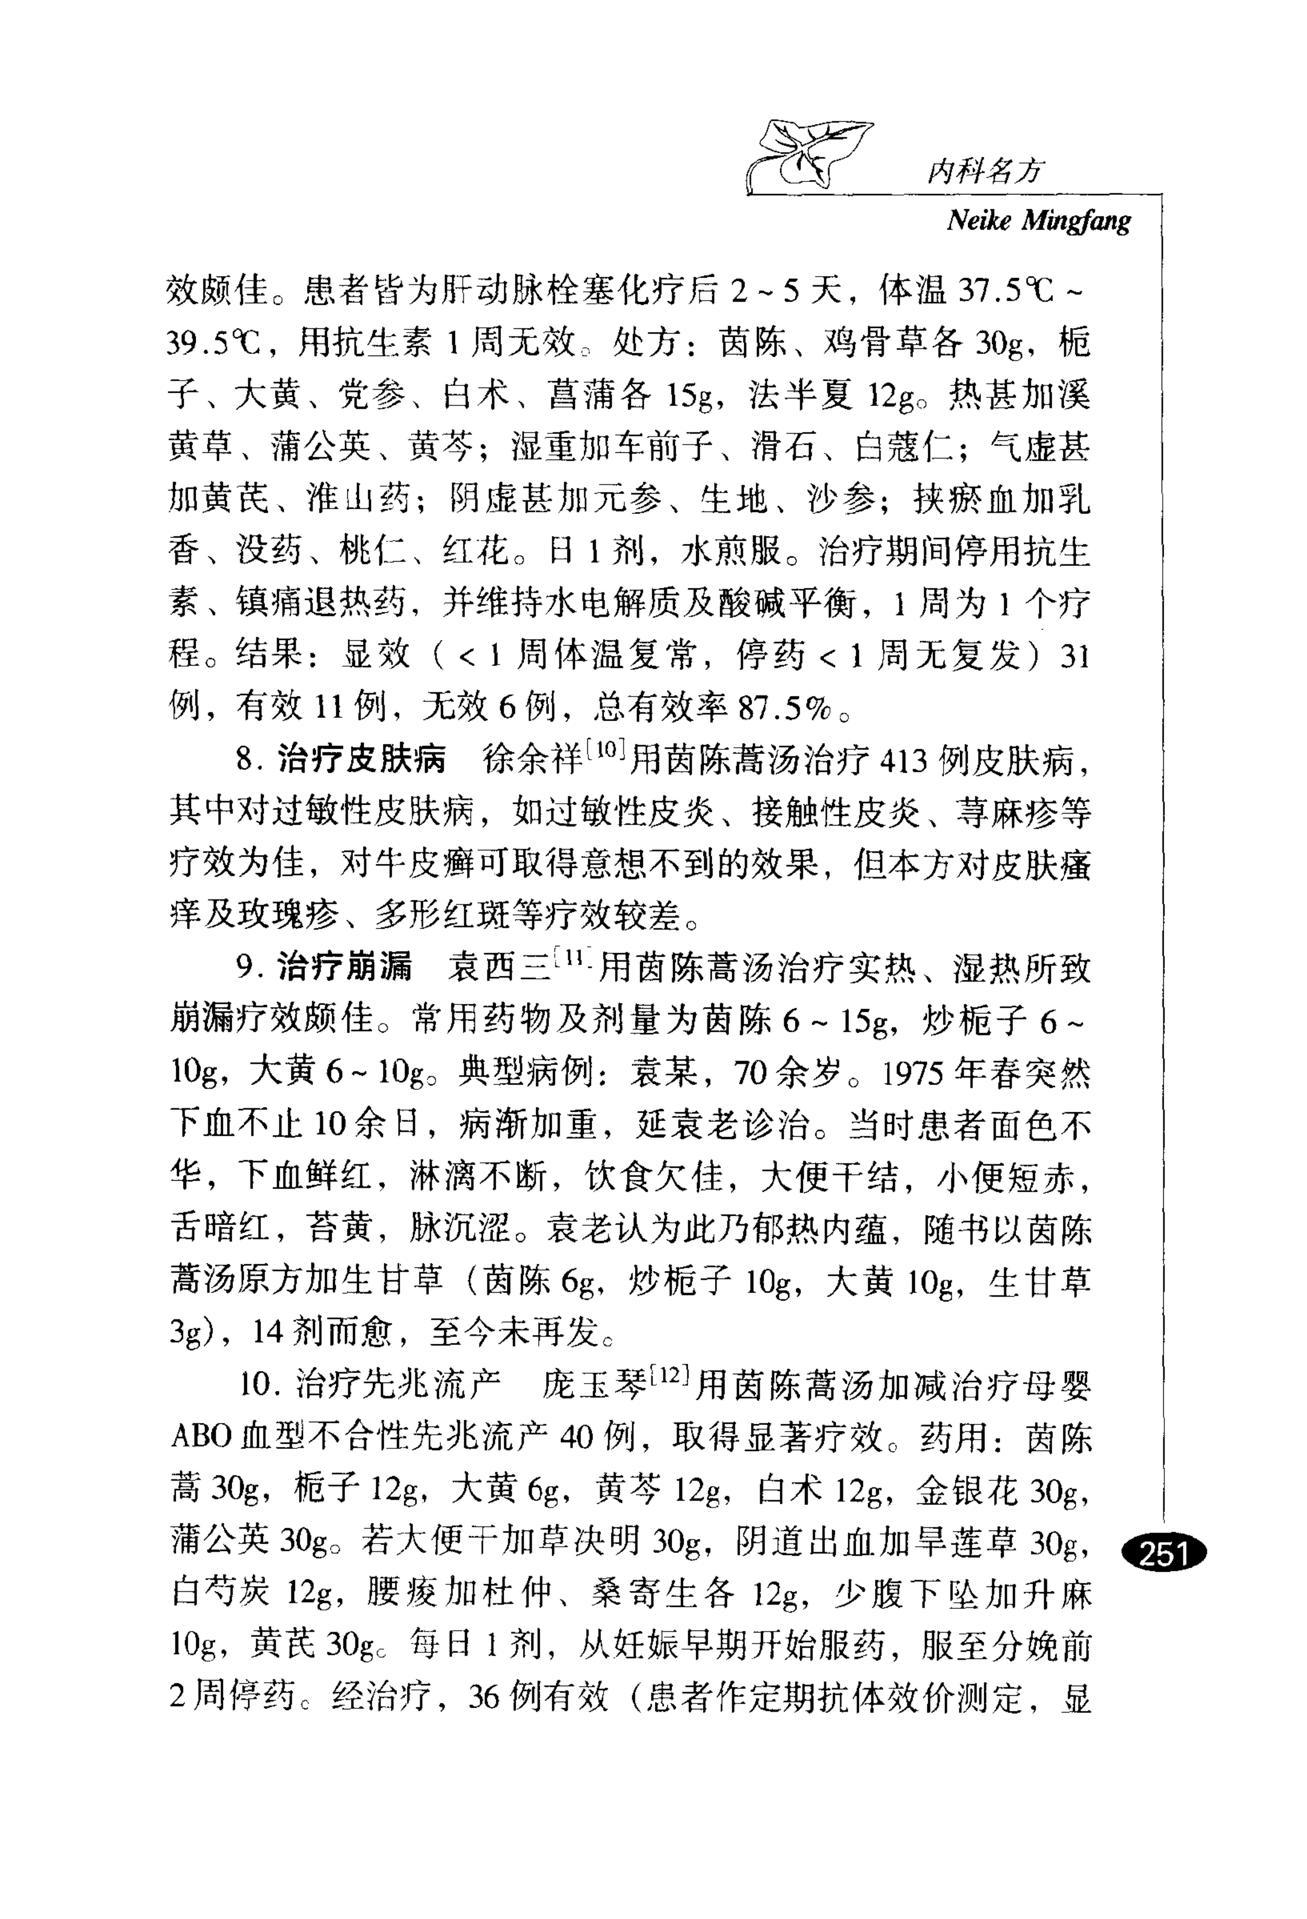 内科名方
Neike Mingfang
效颇佳。患者皆为肝动脉栓塞化疗后 2~5 天，体温 37.5℃~
39.5℃，用抗生素 1 周无效。处方：茵陈、鸡骨草各 30g，栀
子、大黄、党参、白术、菖蒲各 15g，法半夏 12g。热甚加溪
黄草、蒲公英、黄芩；湿重加车前子、滑石、白蔻仁；气虚甚
加黄芪、淮山药；阴虚甚加元参、生地、沙参；挟瘀血加乳
香、没药、桃仁、红花。日 1 剂，水煎服。治疗期间停用抗生
素、镇痛退热药，并维持水电解质及酸碱平衡，1 周为 1 个疗
程。结果：显效（<1 周体温复常，停药<1 周无复发）31
例，有效 11 例，无效 6 例，总有效率 87.5%。
8. 治疗皮肤病　徐余祥[10]用茵陈蒿汤治疗 413 例皮肤病，
其中对过敏性皮肤病，如过敏性皮炎、接触性皮炎、荨麻疹等
疗效为佳，对牛皮癣可取得意想不到的效果，但本方对皮肤瘙
痒及玫瑰疹、多形红斑等疗效较差。
9. 治疗崩漏　袁西三[11]用茵陈蒿汤治疗实热、湿热所致
崩漏疗效颇佳。常用药物及剂量为茵陈 6~15g，炒栀子 6~
10g，大黄 6~10g。典型病例：袁某，70 余岁。1975 年春突然
下血不止 10 余日，病渐加重，延袁老诊治。当时患者面色不
华，下血鲜红，淋漓不断，饮食欠佳，大便干结，小便短赤，
舌暗红，苔黄，脉沉涩。袁老认为此乃郁热内蕴，随书以茵陈
蒿汤原方加生甘草（茵陈 6g，炒栀子 10g，大黄 10g，生甘草
3g），14 剂而愈，至今未再发。
10. 治疗先兆流产　庞玉琴[12]用茵陈蒿汤加减治疗母婴
ABO 血型不合性先兆流产 40 例，取得显著疗效。药用：茵陈
蒿 30g，栀子 12g，大黄 6g，黄芩 12g，白术 12g，金银花 30g，
蒲公英 30g。若大便干加草决明 30g，阴道出血加旱莲草 30g，
白芍炭 12g，腰痠加杜仲、桑寄生各 12g，少腹下坠加升麻
10g，黄芪 30g。每日 1 剂，从妊娠早期开始服药，服至分娩前
2 周停药。经治疗，36 例有效（患者作定期抗体效价测定，显
251